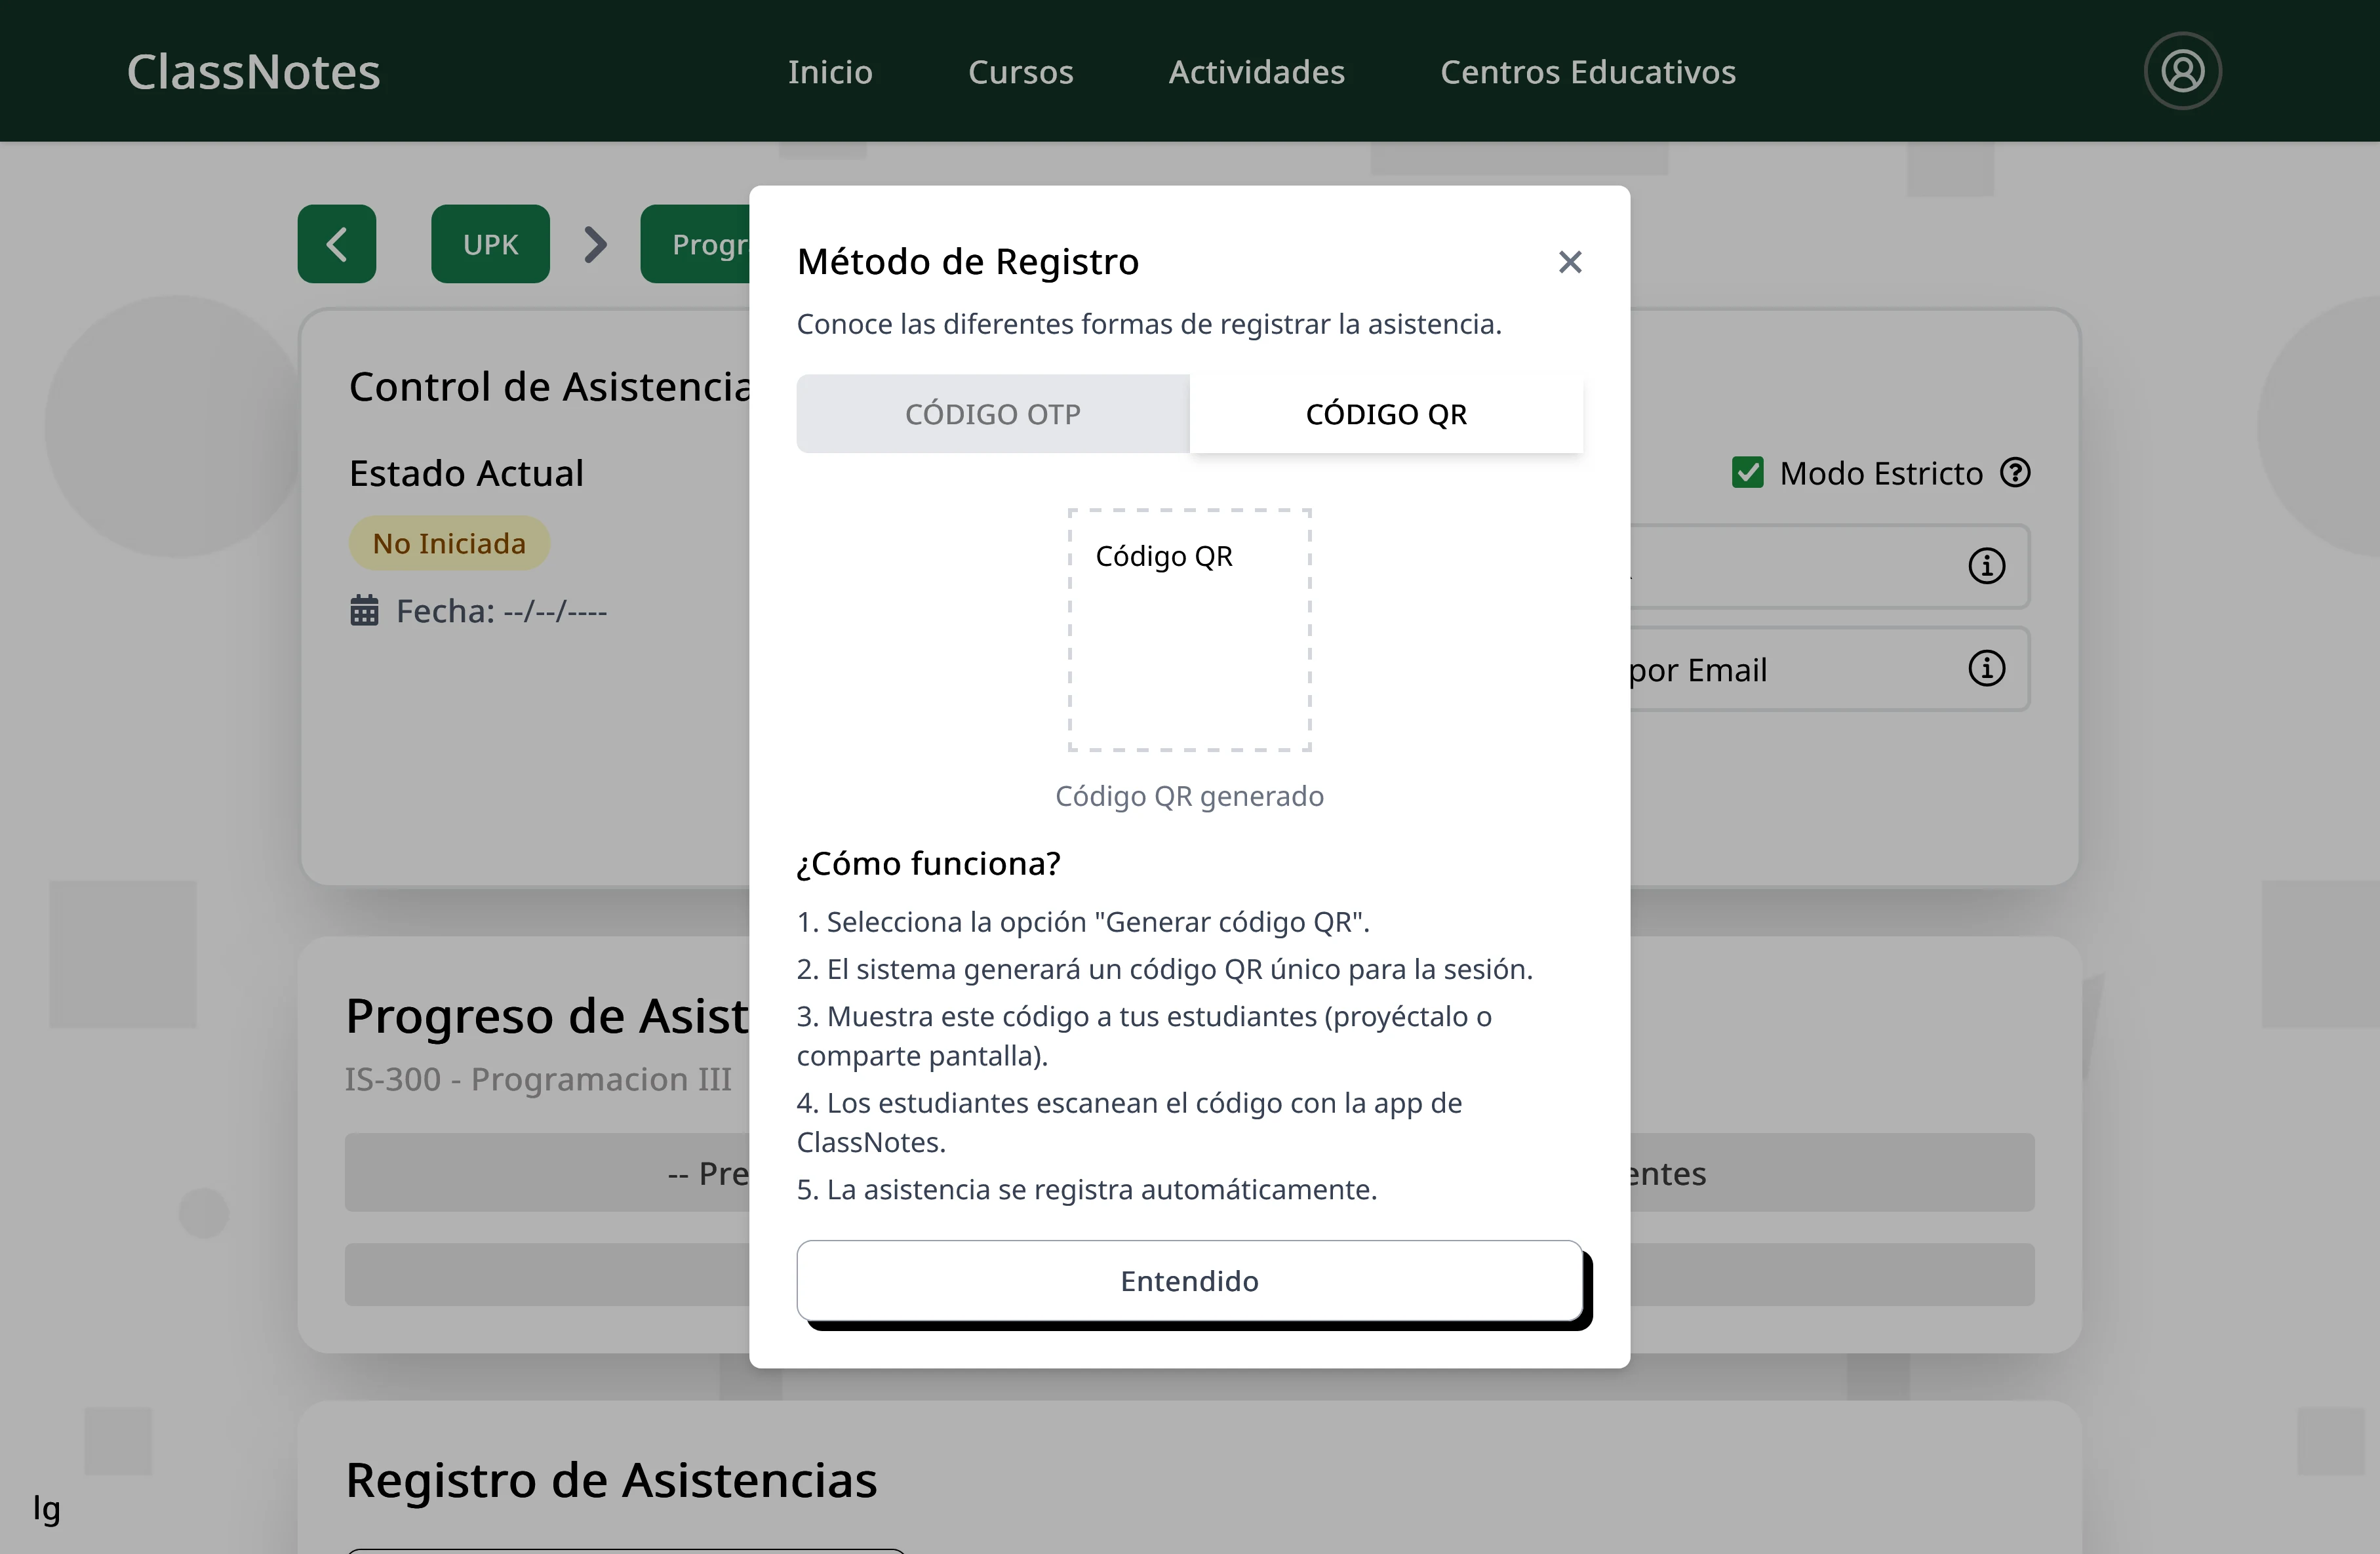 ClassNotes
Inicio
Cursos
Actividades
Centros Educativos
UPK
Progr
Control de Asistencia
Estado Actual
No Iniciada
Fecha: --/--/----
Modo Estricto
por Email
Método de Registro
Conoce las diferentes formas de registrar la asistencia.
CÓDIGO OTP
CÓDIGO QR
Código QR
Código QR generado
¿Cómo funciona?
1. Selecciona la opción "Generar código QR".
2. El sistema generará un código QR único para la sesión.
3. Muestra este código a tus estudiantes (proyéctalo o
comparte pantalla).
4. Los estudiantes escanean el código con la app de
ClassNotes.
5. La asistencia se registra automáticamente.
Entendido
Progreso de Asist
IS-300 - Programacion III
-- Pre
entes
Registro de Asistencias
lg